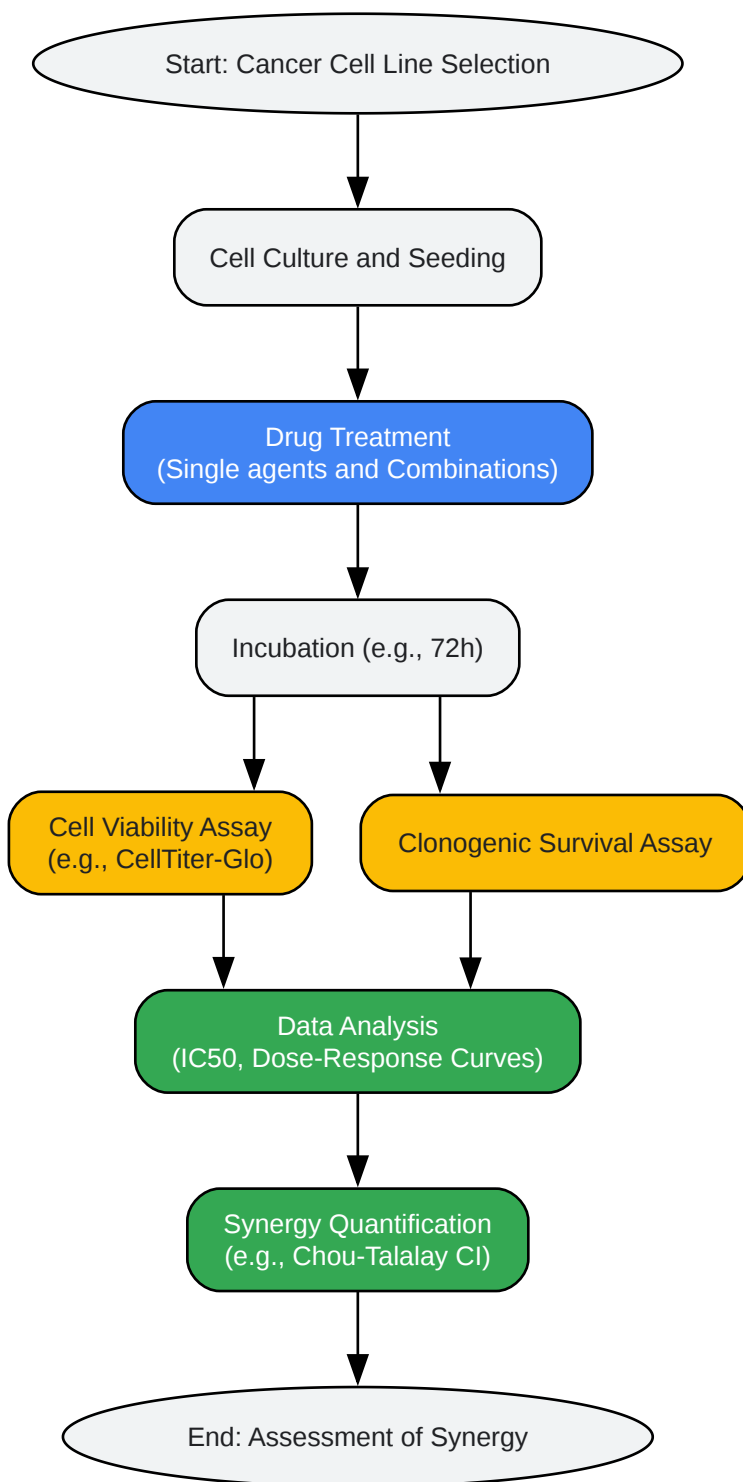 Start: Cancer Cell Line Selection
Cell Culture and Seeding
Drug Treatment
(Single agents and Combinations)
Incubation (e.g., 72h)
Cell Viability Assay
(e.g., CellTiter-Glo)
Clonogenic Survival Assay
Data Analysis
(IC50, Dose-Response Curves)
Synergy Quantification
(e.g., Chou-Talalay CI)
End: Assessment of Synergy